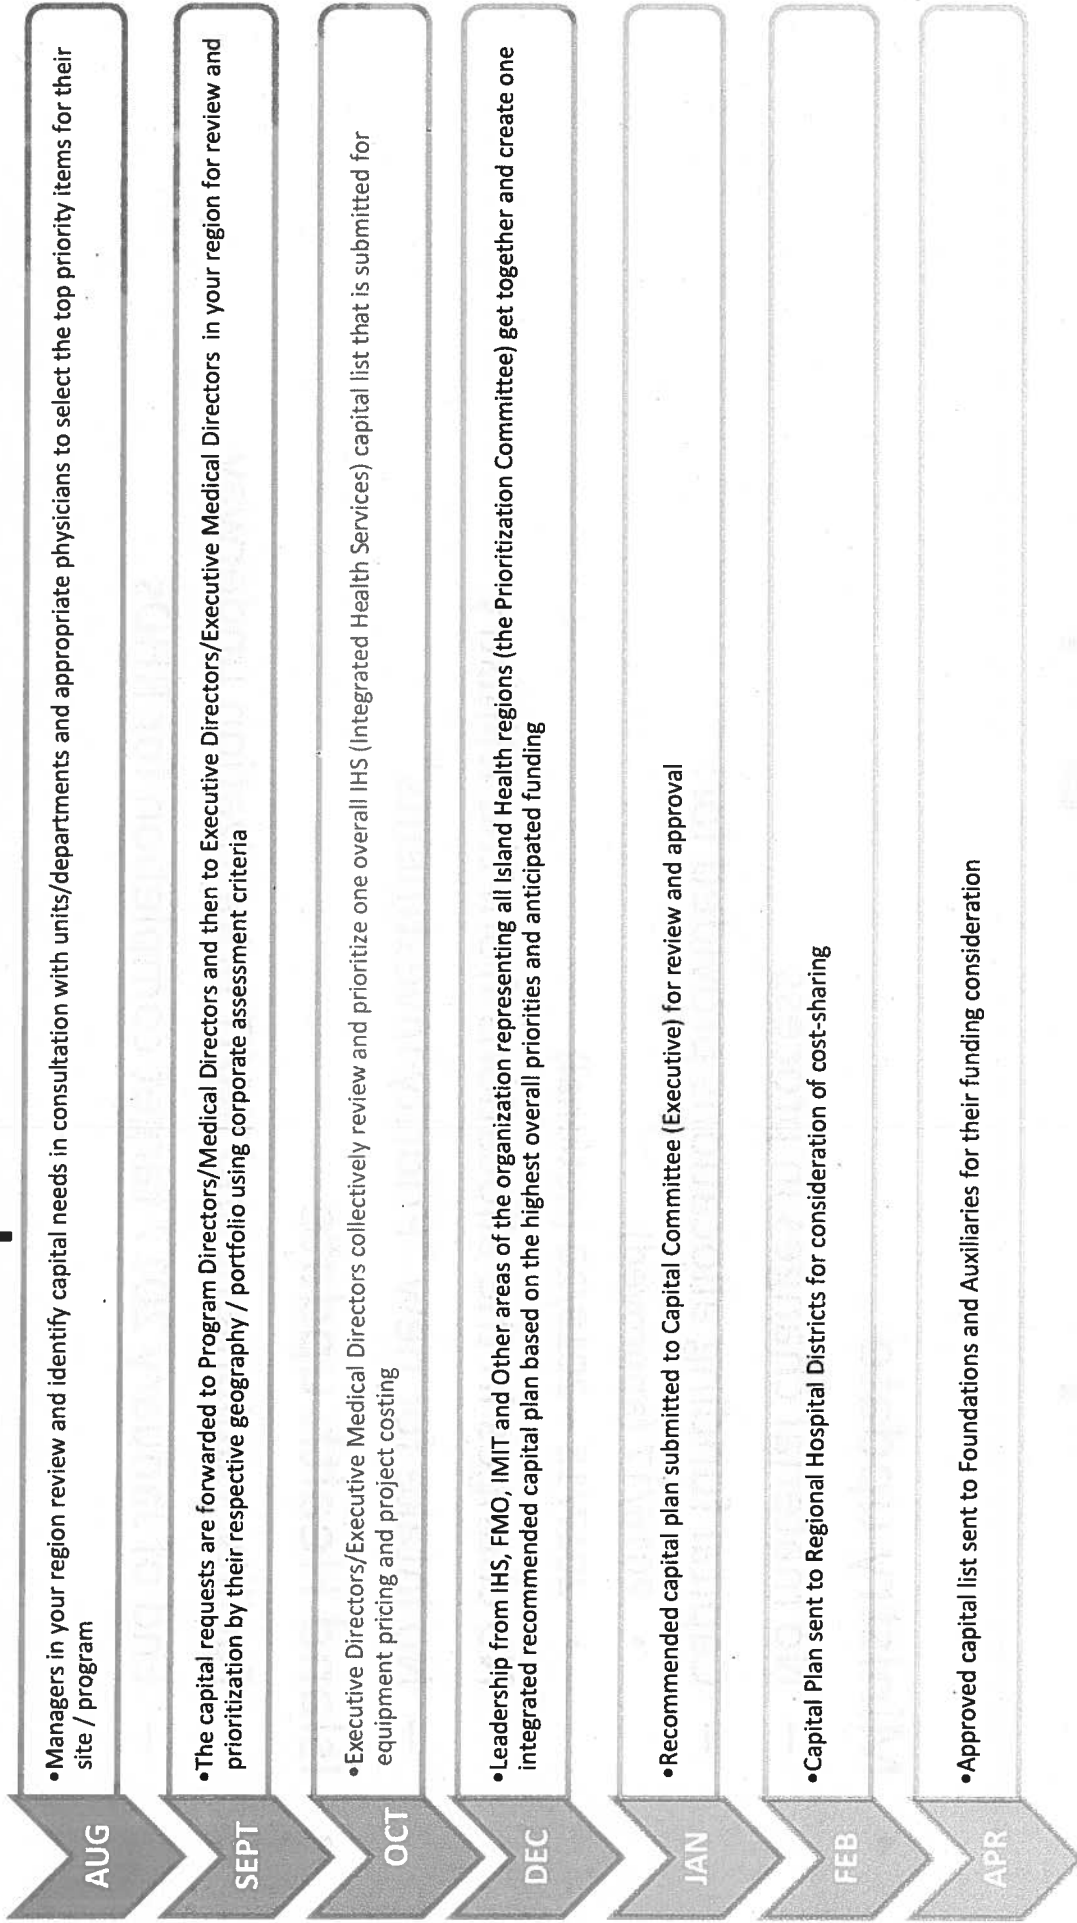 AUG
•Managers in your region review and identify capital needs in consultation with units/departments and appropriate physicians to select the top priority items for their
site / program
SEPT
•The capital requests are forwarded to Program Directors/Medical Directors and then to Executive Directors/Executive Medical Directors in your region for review and
prioritization by their respective geography / portfolio using corporate assessment criteria
OCT
•Executive Directors/Executive Medical Directors collectively review and prioritize one overall IHS (Integrated Health Services) capital list that is submitted for
equipment pricing and project costing
DEC
•Leadership from IHS, FMO, IMIT and Other areas of the organization representing all Island Health regions (the Prioritization Committee) get together and create one
integrated recommended capital plan based on the highest overall priorities and anticipated funding
JAN
•Recommended capital plan submitted to Capital Committee (Executive) for review and approval
FEB
•Capital Plan sent to Regional Hospital Districts for consideration of cost-sharing
APR
•Approved capital list sent to Foundations and Auxiliaries for their funding consideration